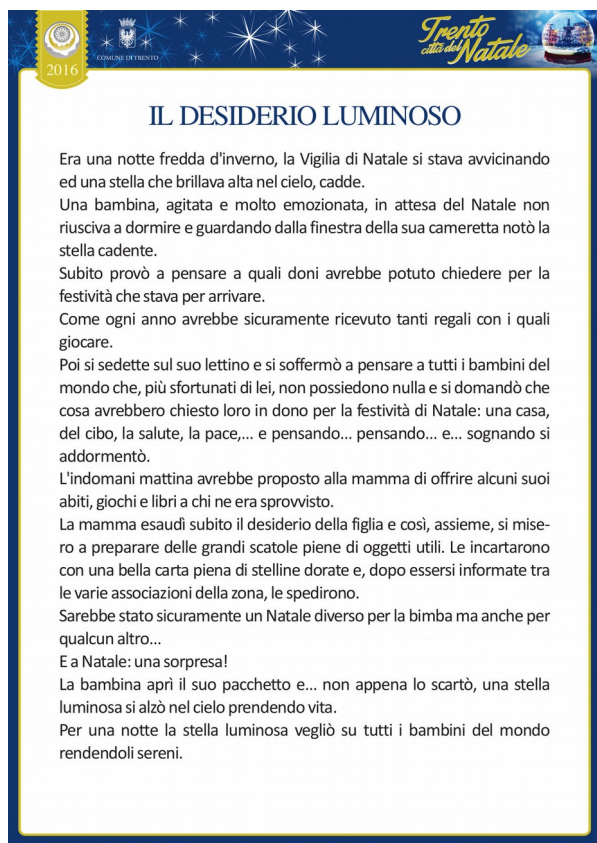 2016
COMUNE DI TRENTO
Trento
città del
Natale
IL DESIDERIO LUMINOSO
Era una notte fredda d'inverno, la Vigilia di Natale si stava avvicinando
ed una stella che brillava alta nel cielo, cadde.
Una bambina, agitata e molto emozionata, in attesa del Natale non
riusciva a dormire e guardando dalla finestra della sua cameretta notò la
stella cadente.
Subito provò a pensare a quali doni avrebbe potuto chiedere per la
festività che stava per arrivare.
Come ogni anno avrebbe sicuramente ricevuto tanti regali con i quali
giocare.
Poi si sedette sul suo lettino e si soffermò a pensare a tutti i bambini del
mondo che, più sfortunati di lei, non possiedono nulla e si domandò che
cosa avrebbero chiesto loro in dono per la festività di Natale: una casa,
del cibo, la salute, la pace,... e pensando... pensando... e... sognando si
addormentò.
L'indomani mattina avrebbe proposto alla mamma di offrire alcuni suoi
abiti, giochi e libri a chi ne era sprovvisto.
La mamma esaudì subito il desiderio della figlia e così, assieme, si mise-
ro a preparare delle grandi scatole piene di oggetti utili. Le incartarono
con una bella carta piena di stelline dorate e, dopo essersi informate tra
le varie associazioni della zona, le spedirono.
Sarebbe stato sicuramente un Natale diverso per la bimba ma anche per
qualcun altro...
E a Natale: una sorpresa!
La bambina aprì il suo pacchetto e... non appena lo scartò, una stella
luminosa si alzò nel cielo prendendo vita.
Per una notte la stella luminosa vegliò su tutti i bambini del mondo
rendendoli sereni.